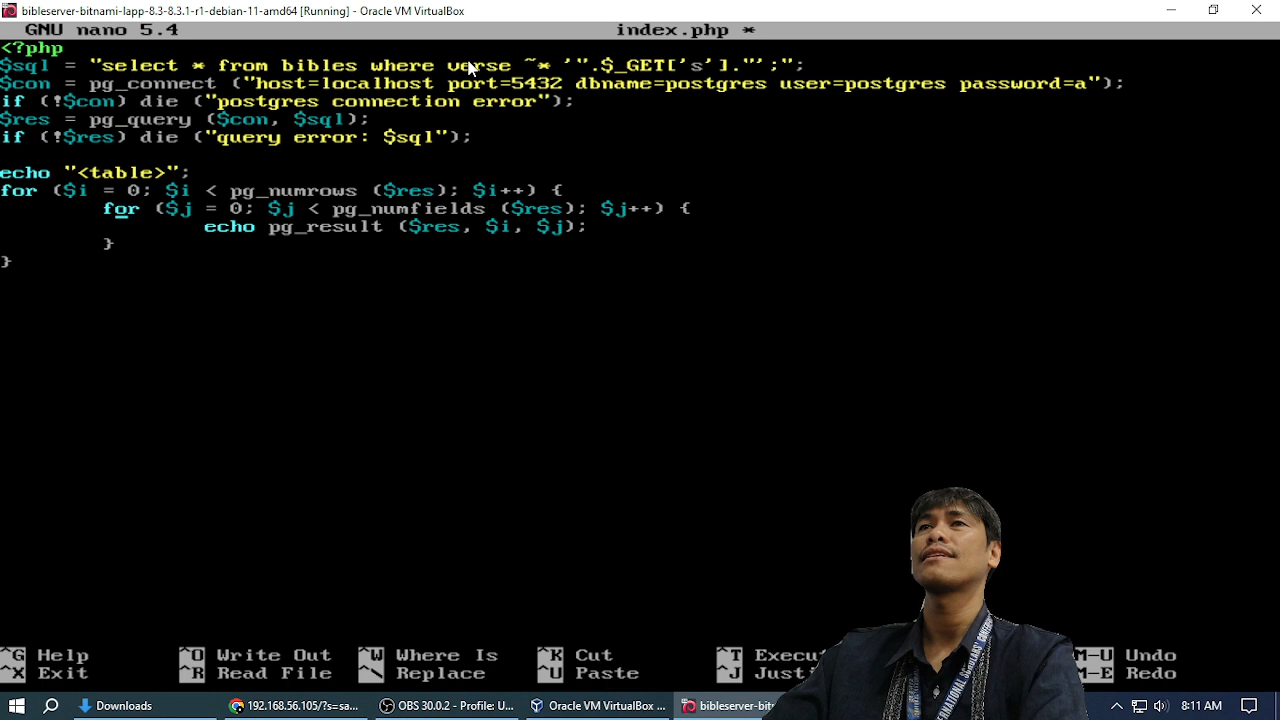 bibleserver-bitnami-lapp-8.3-8.3.1-r1-debian-11-amd64 [Running] - Oracle VM VirtualBox
GNU nano 5.4 index.php *
<?php
$sql = "select * from bibles where verse ~* '".$_GET['s']."';";
$con = pg_connect ("host=localhost port=5432 dbname=postgres user=postgres password=a");
if (!$con) die ("postgres connection error");
$res = pg_query ($con, $sql);
if (!$res) die ("query error: $sql");
echo "<table>";
for ($i = 0; $i < pg_numrows ($res); $i++) {
for ($j = 0; $j < pg_numfields ($res); $j++) {
echo pg_result ($res, $i, $j);
}
}
^G Help ^O Write Out ^W Where Is ^K Cut ^T Execu M-U Undo
^X Exit ^R Read File ^\ Replace ^U Paste ^J Justi M-E Redo
INTERNATIONAL
Downloads 192.168.56.105/?s=sa... OBS 30.0.2 - Profile: U... Oracle VM VirtualBox ... bibleserver-bitna 8:11 AM